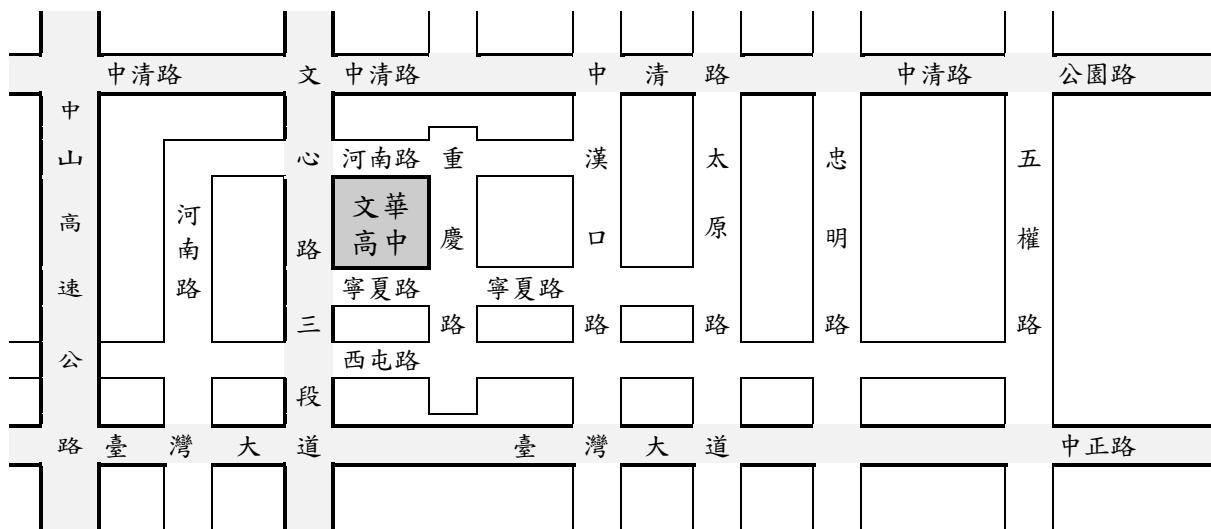 中清路
中清路
中清路
中清路
公園路
中山高速公路
河南路
文心路三段
河南路
文華
高中
重慶路
寧夏路
寧夏路
西屯路
漢口路
太原路
忠明路
五權路
臺灣大道
臺灣大道
中正路